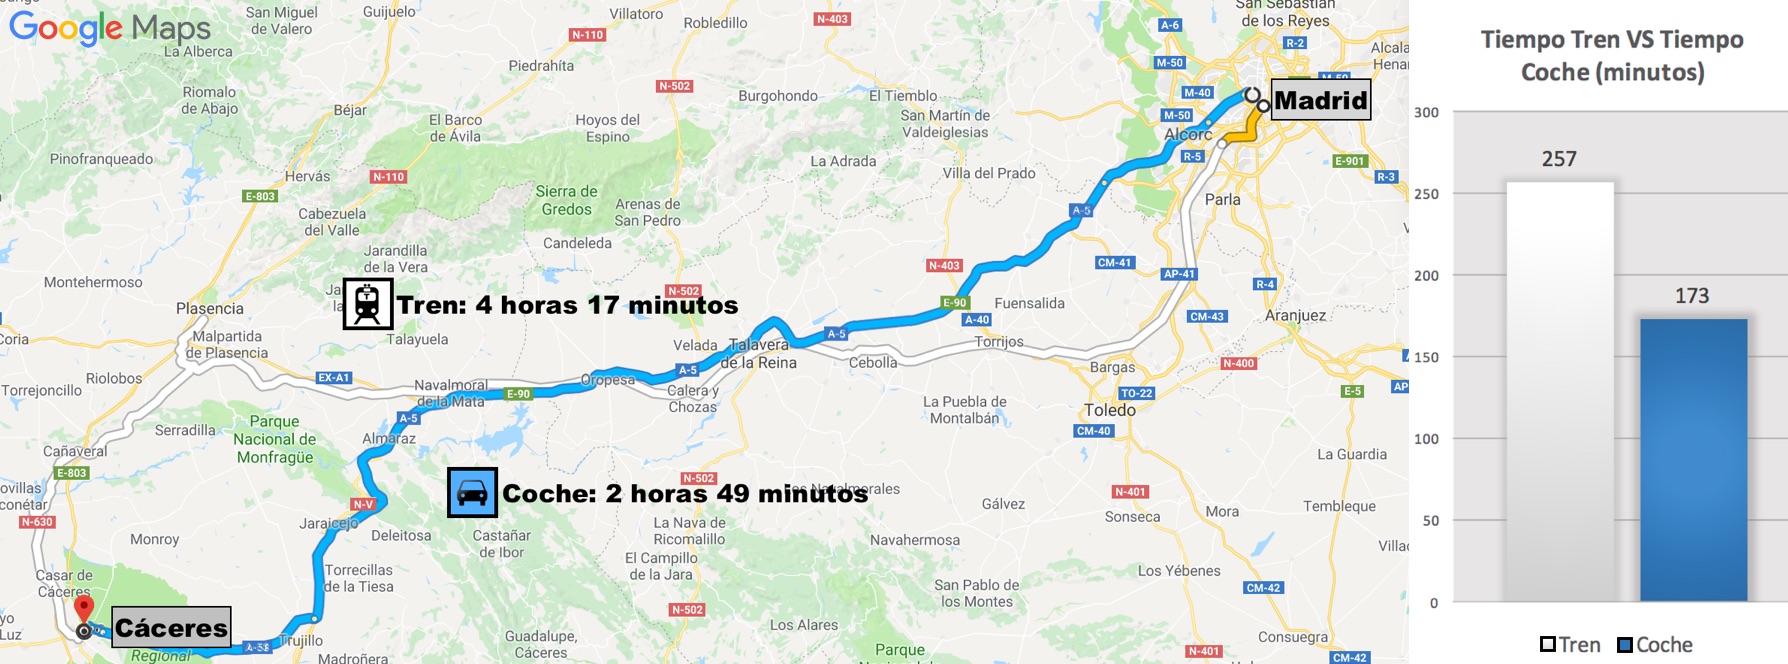 Google Maps
San Miguel
de Valero
Guijuelo
Villatoro
Robledillo
N-403
N-110
A-6
San Sebastián
de los Reyes
R-2
La Alberca
Piedrahíta
M-50
Alcala
Henar
M-50
Riomalo
de Abajo
Béjar
N-502
Burgohondo
El Tiemblo
M-40
Madrid
El Barco
de Ávila
Hoyos del
Espino
San Martín de
Valdeiglesias
M-50
Alcorc
Pinofranqueado
La Adrada
R-5
E-901
Hervás
N-110
Villa del Prado
R-3
E-803
Sierra de
Gredos
Arenas de
San Pedro
Parla
Cabezuela
del Valle
A-5
Candeleda
Jarandilla
de la Vera
N-403
CM-41
AP-41
R-4
Montehermoso
N-502
Tren: 4 horas 17 minutos
Plasencia
E-90
Fuensalida
A-40
CM-43
Aranjuez
Coria
Malpartida
de Plasencia
Talayuela
Velada
Talavera
de la Reina
A-5
Torrijos
Cebolla
N-400
Bargas
Riolobos
EX-A1
A-5
Oropesa
Torrejoncillo
Navalmoral
de la Mata
E-90
Calera y
Chozas
TO-22
E-5
AP
La Puebla de
Montalbán
Toledo
A-5
Serradilla
Parque
Nacional de
Monfragüe
Almaraz
CM-40
Cañaveral
La Guardia
E-803
N-502
Coche: 2 horas 49 minutos
N-401
N-V
Gálvez
Sonseca
Mora
Tembleque
N-630
Jaraicejo
Deleitosa
Castañar
de Ibor
La Nava de
Ricomalillo
Navahermosa
Monroy
El Campillo
de la Jara
Casar de
Cáceres
Torrecillas
de la Tiesa
San Pablo de
los Montes
Los Yébenes
CM-42
N-502
Cáceres
Los Alares
Guadalupe,
Cáceres
Consuegra
Trujillo
A-58
Regional
Madroñera
Parque
N-401
CM-42
Tiempo Tren VS Tiempo
Coche (minutos)
300
250
200
150
100
50
0
257
173
Tren
Coche